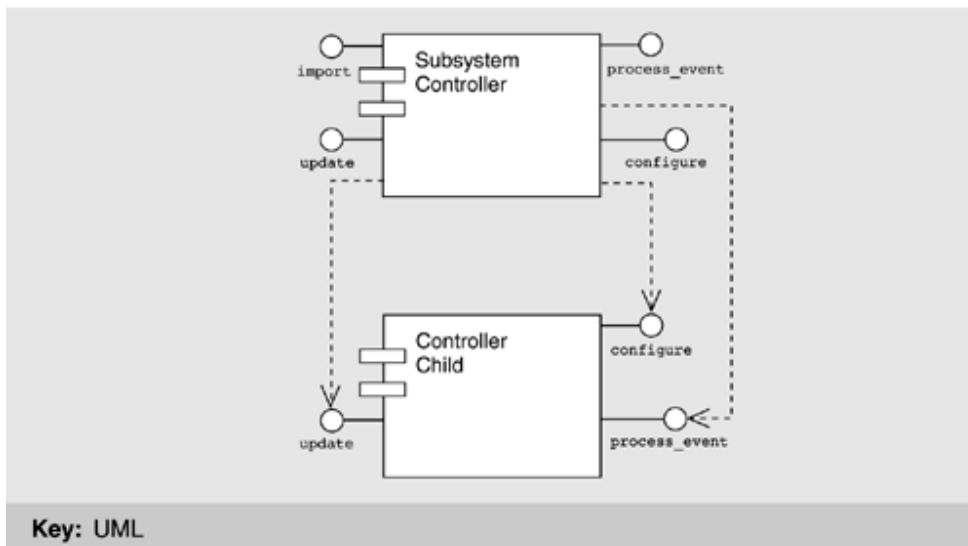 Subsystem
Controller
import
process_event
update
configure
Controller
Child
configure
update
process_event
Key: UML